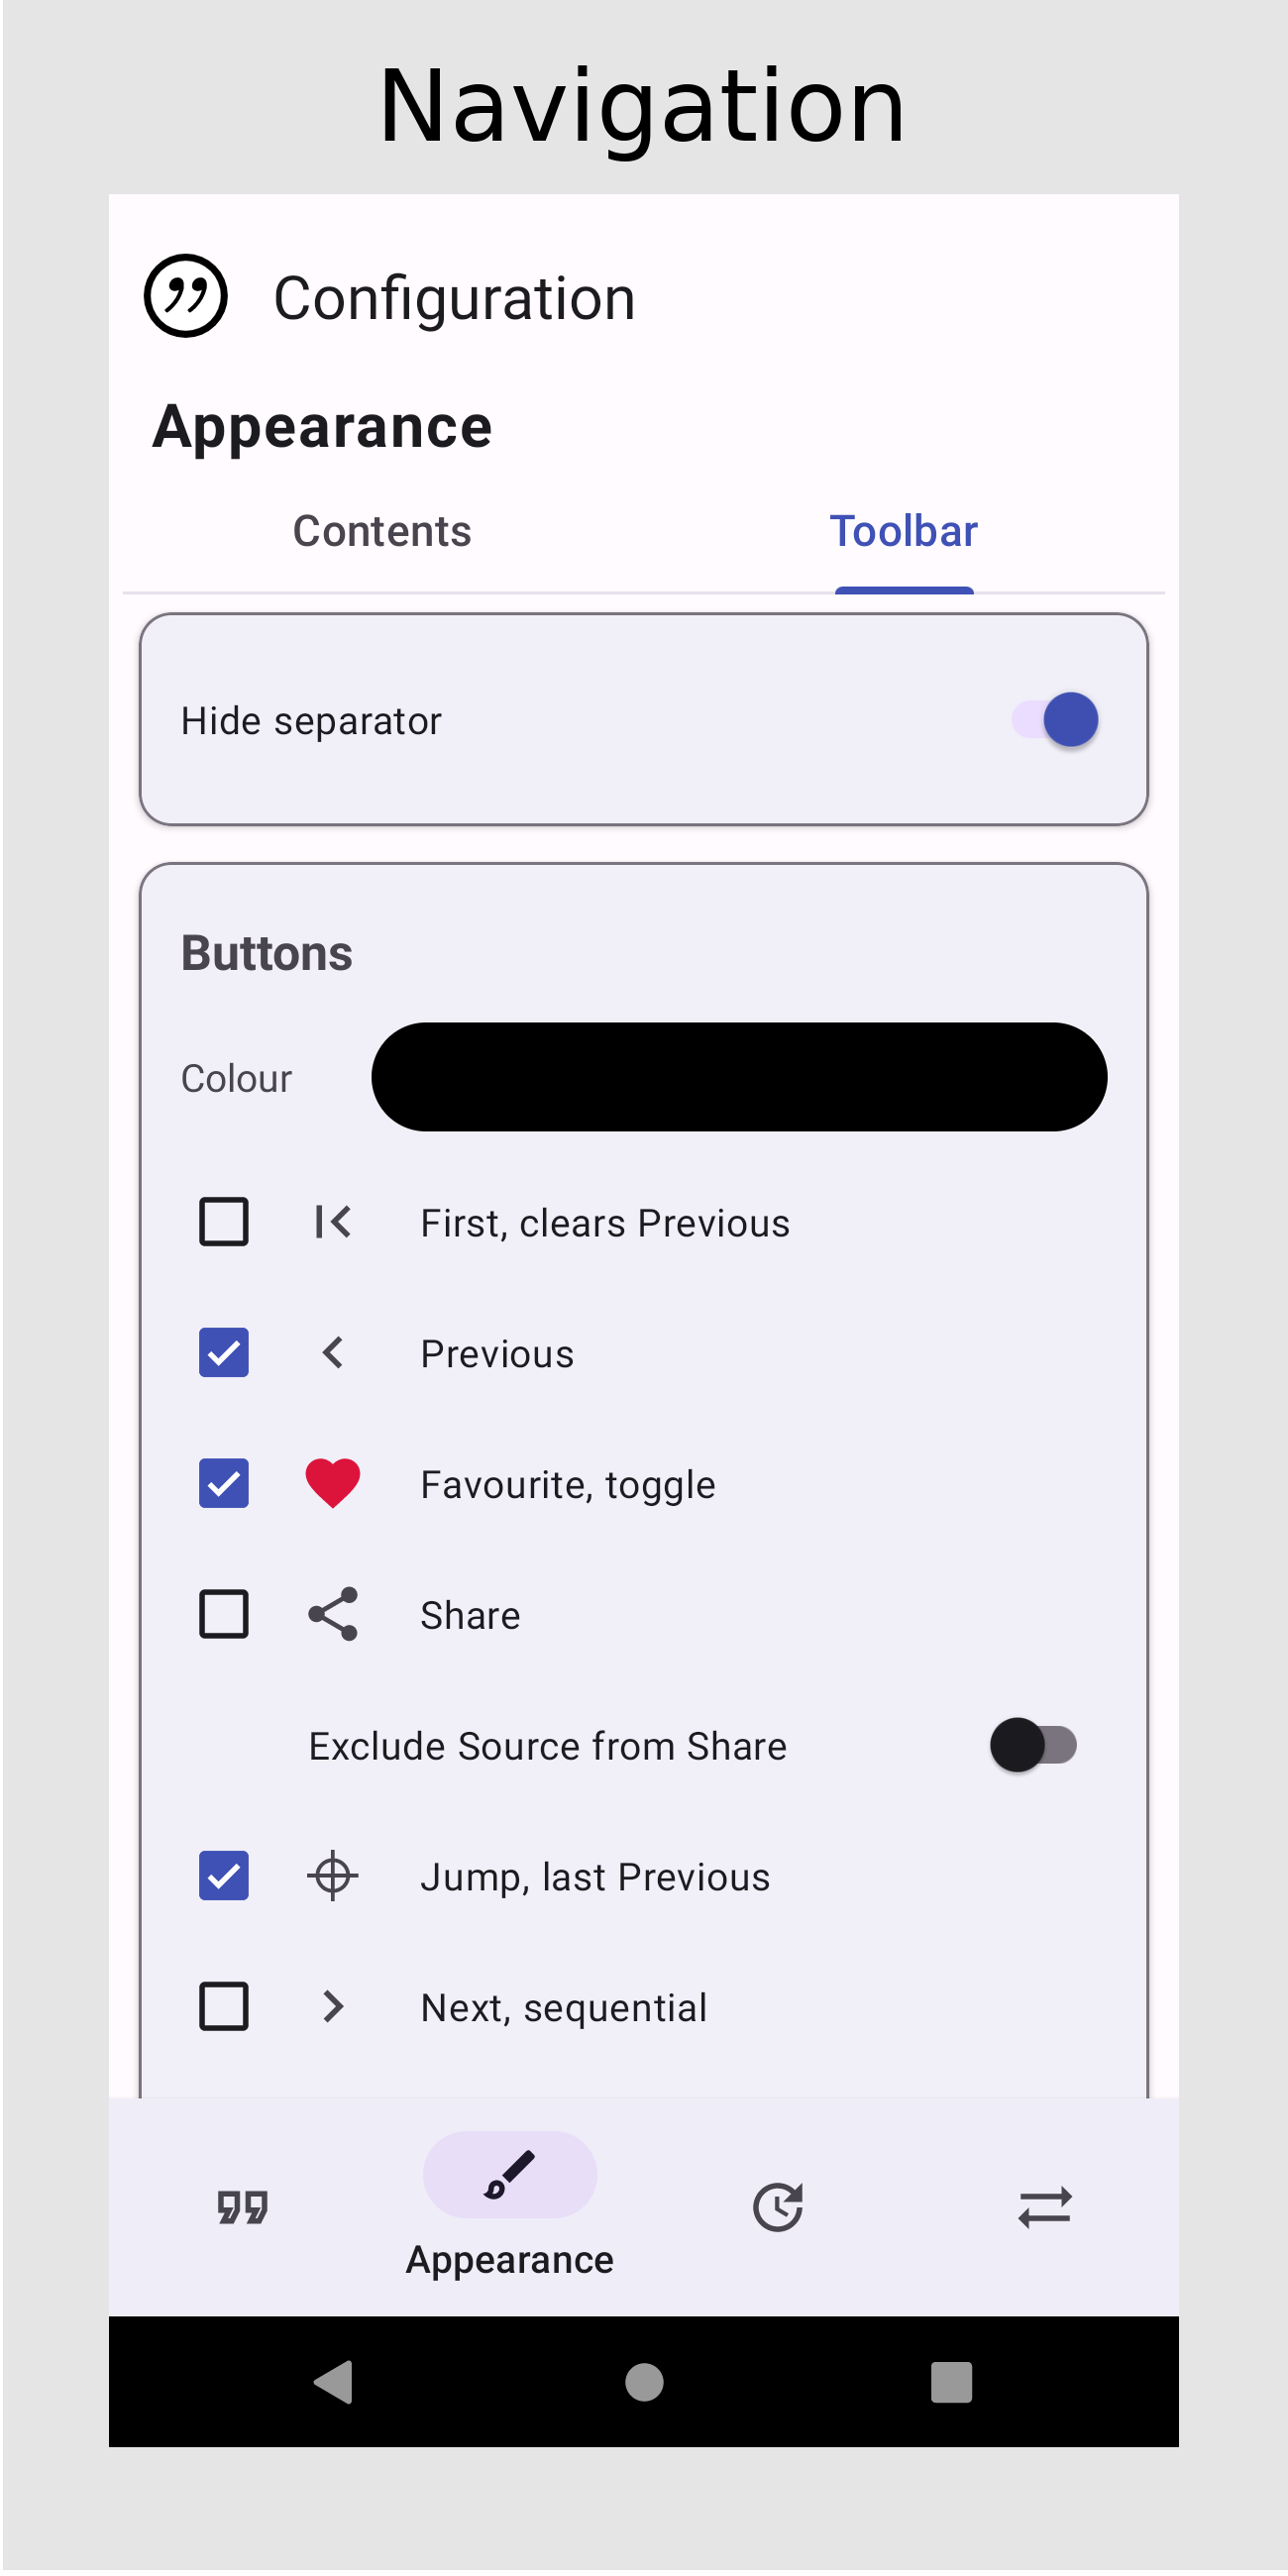 Navigation
Configuration
Appearance
Contents
Toolbar
Hide separator
Buttons
Colour
First, clears Previous
Previous
Favourite, toggle
Share
Exclude Source from Share
Jump, last Previous
Next, sequential
Appearance